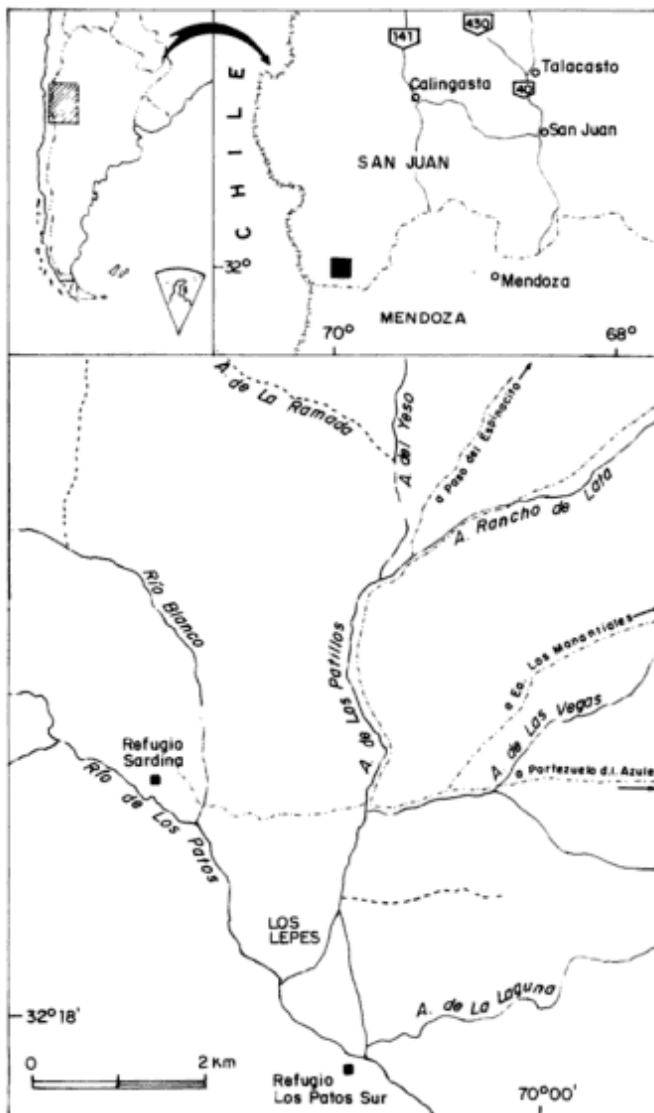 CHILE
141
430
40
Talacasto
Calingasta
San Juan
SAN JUAN
32°
Mendoza
MENDOZA
70°
68°
A. de La Ramada
A. del Yeso
a Paso del Espinacito
A. Rancho de Lata
Río Blanco
A. de Los Patillos
a Ea. Los Manantiales
A. de Las Vegas
a Portezuelo d.l. Azule
Refugio
Sardina
Río de Los Patos
LOS
LEPES
A. de La Laguna
32° 18'
0
2 Km
Refugio
Los Patos Sur
70° 00'